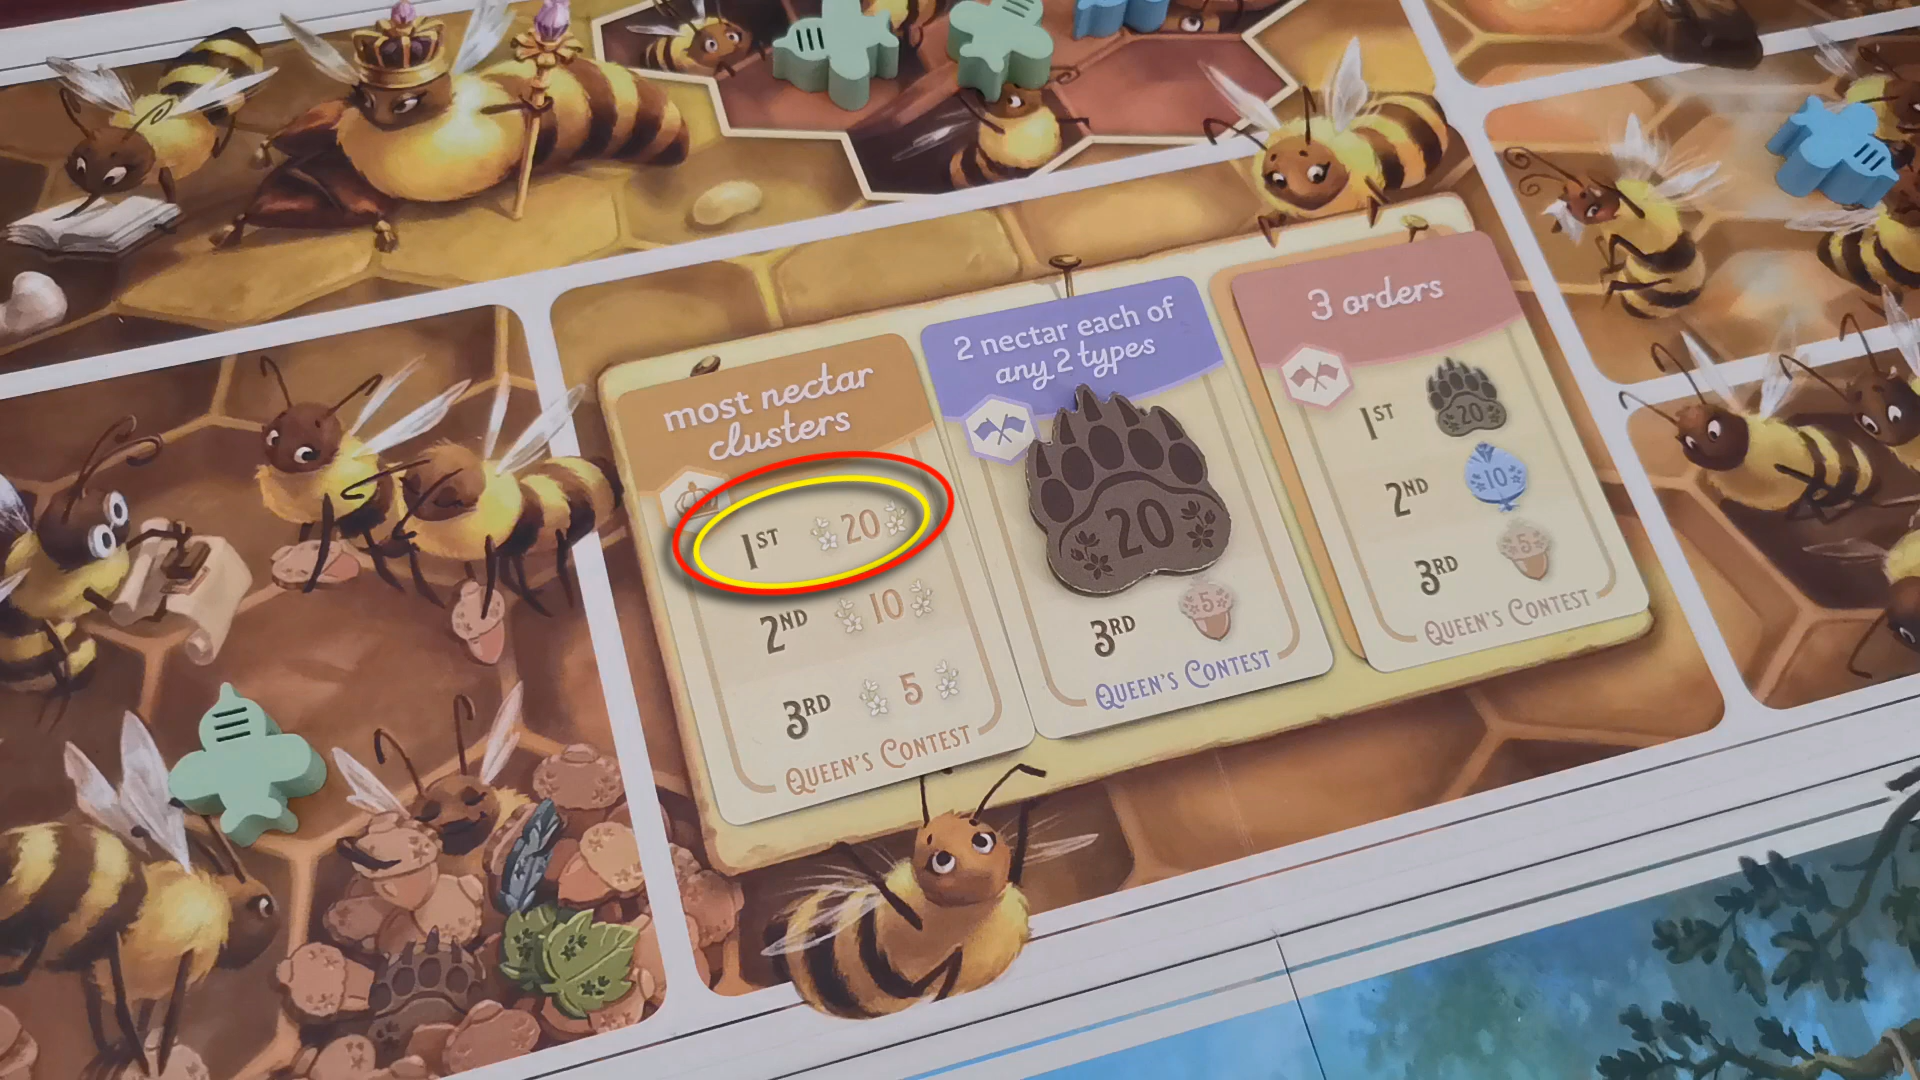 most nectar
clusters
1ST 20
2ND 10
3RD 5
QUEEN'S CONTEST
2 nectar each of
any 2 types
20
3RD 5
QUEEN'S CONTEST
3 orders
1ST 20
2ND 10
3RD 5
QUEEN'S CONTEST